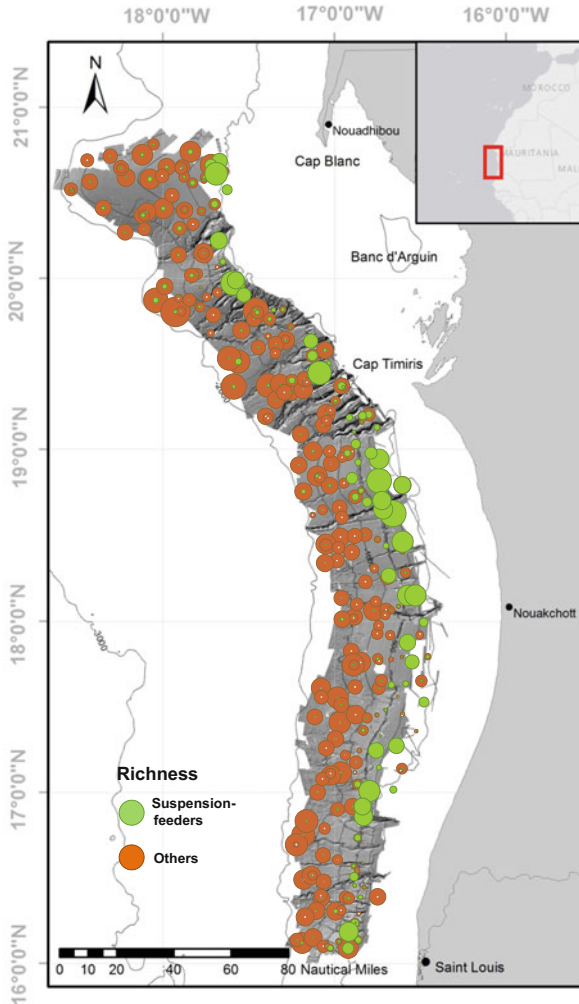 18°0'0"W
17°0'0"W
16°0'0"W
21°0'0"N
20°0'0"N
19°0'0"N
18°0'0"N
17°0'0"N
16°0'0"N
N
MOROCCO
MAURITANIA
MAL
Nouadhibou
Cap Blanc
Banc d'Arguin
Cap Timiris
Nouakchott
Richness
Suspension-
feeders
Others
0 10 20 40 60 80 Nautical Miles
Saint Louis